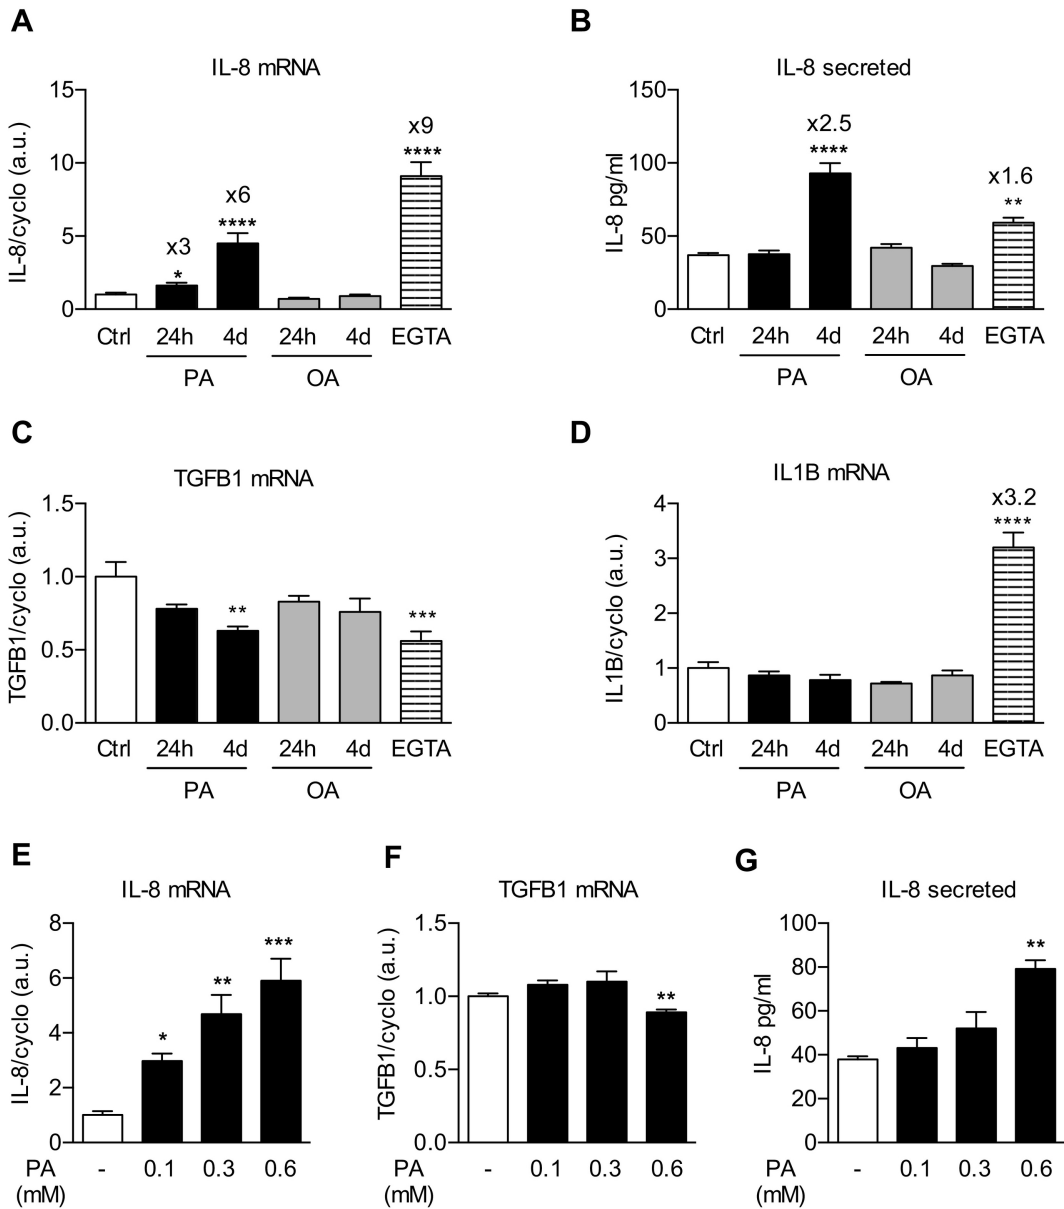 A
IL-8 mRNA
IL-8/cyclo (a.u.)
15
10
5
0
x3
*
x6
****
x9
****
Ctrl 24h 4d 24h 4d EGTA
PA OA
B
IL-8 secreted
IL-8 pg/ml
150
100
50
0
x2.5
****
x1.6
**
Ctrl 24h 4d 24h 4d EGTA
PA OA
C
TGFB1 mRNA
TGFB1/cyclo (a.u.)
1.5
1.0
0.5
0.0
**
***
Ctrl 24h 4d 24h 4d EGTA
PA OA
D
IL1B mRNA
IL1B/cyclo (a.u.)
4
3
2
1
0
x3.2
****
Ctrl 24h 4d 24h 4d EGTA
PA OA
E
IL-8 mRNA
IL-8/cyclo (a.u.)
8
6
4
2
0
*
**
***
PA - 0.1 0.3 0.6
(mM)
F
TGFB1 mRNA
TGFB1/cyclo (a.u.)
1.5
1.0
0.5
0.0
**
PA - 0.1 0.3 0.6
(mM)
G
IL-8 secreted
IL-8 pg/ml
100
80
60
40
20
0
**
PA - 0.1 0.3 0.6
(mM)